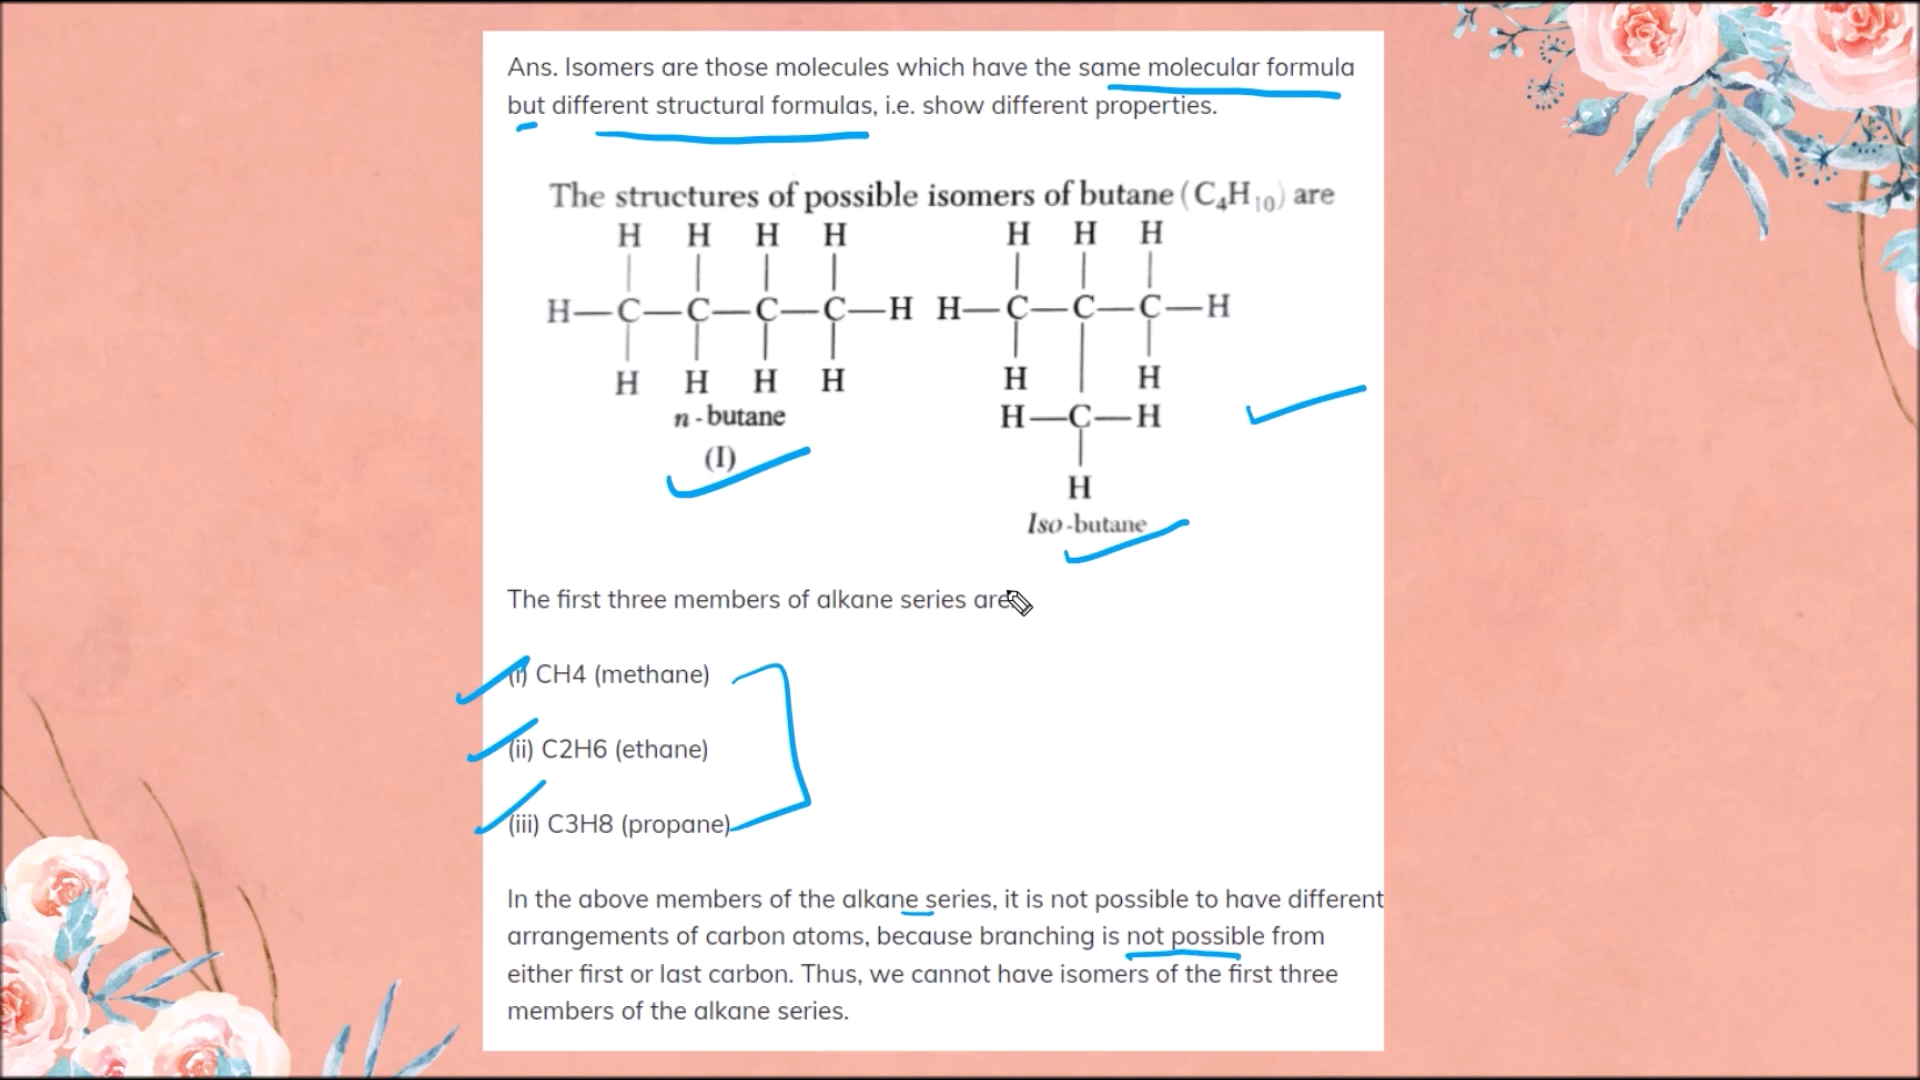 Ans. Isomers are those molecules which have the same molecular formula
but different structural formulas, i.e. show different properties.
The structures of possible isomers of butane (C₄H₁₀) are
H H H H H H H
H—C—C—C—C—H H—C—C—C—H
H H H H H H
n - butane H—C—H
(I)
H
Iso-butane
The first three members of alkane series are
(i) CH4 (methane)
(ii) C2H6 (ethane)
(iii) C3H8 (propane)
In the above members of the alkane series, it is not possible to have different
arrangements of carbon atoms, because branching is not possible from
either first or last carbon. Thus, we cannot have isomers of the first three
members of the alkane series.